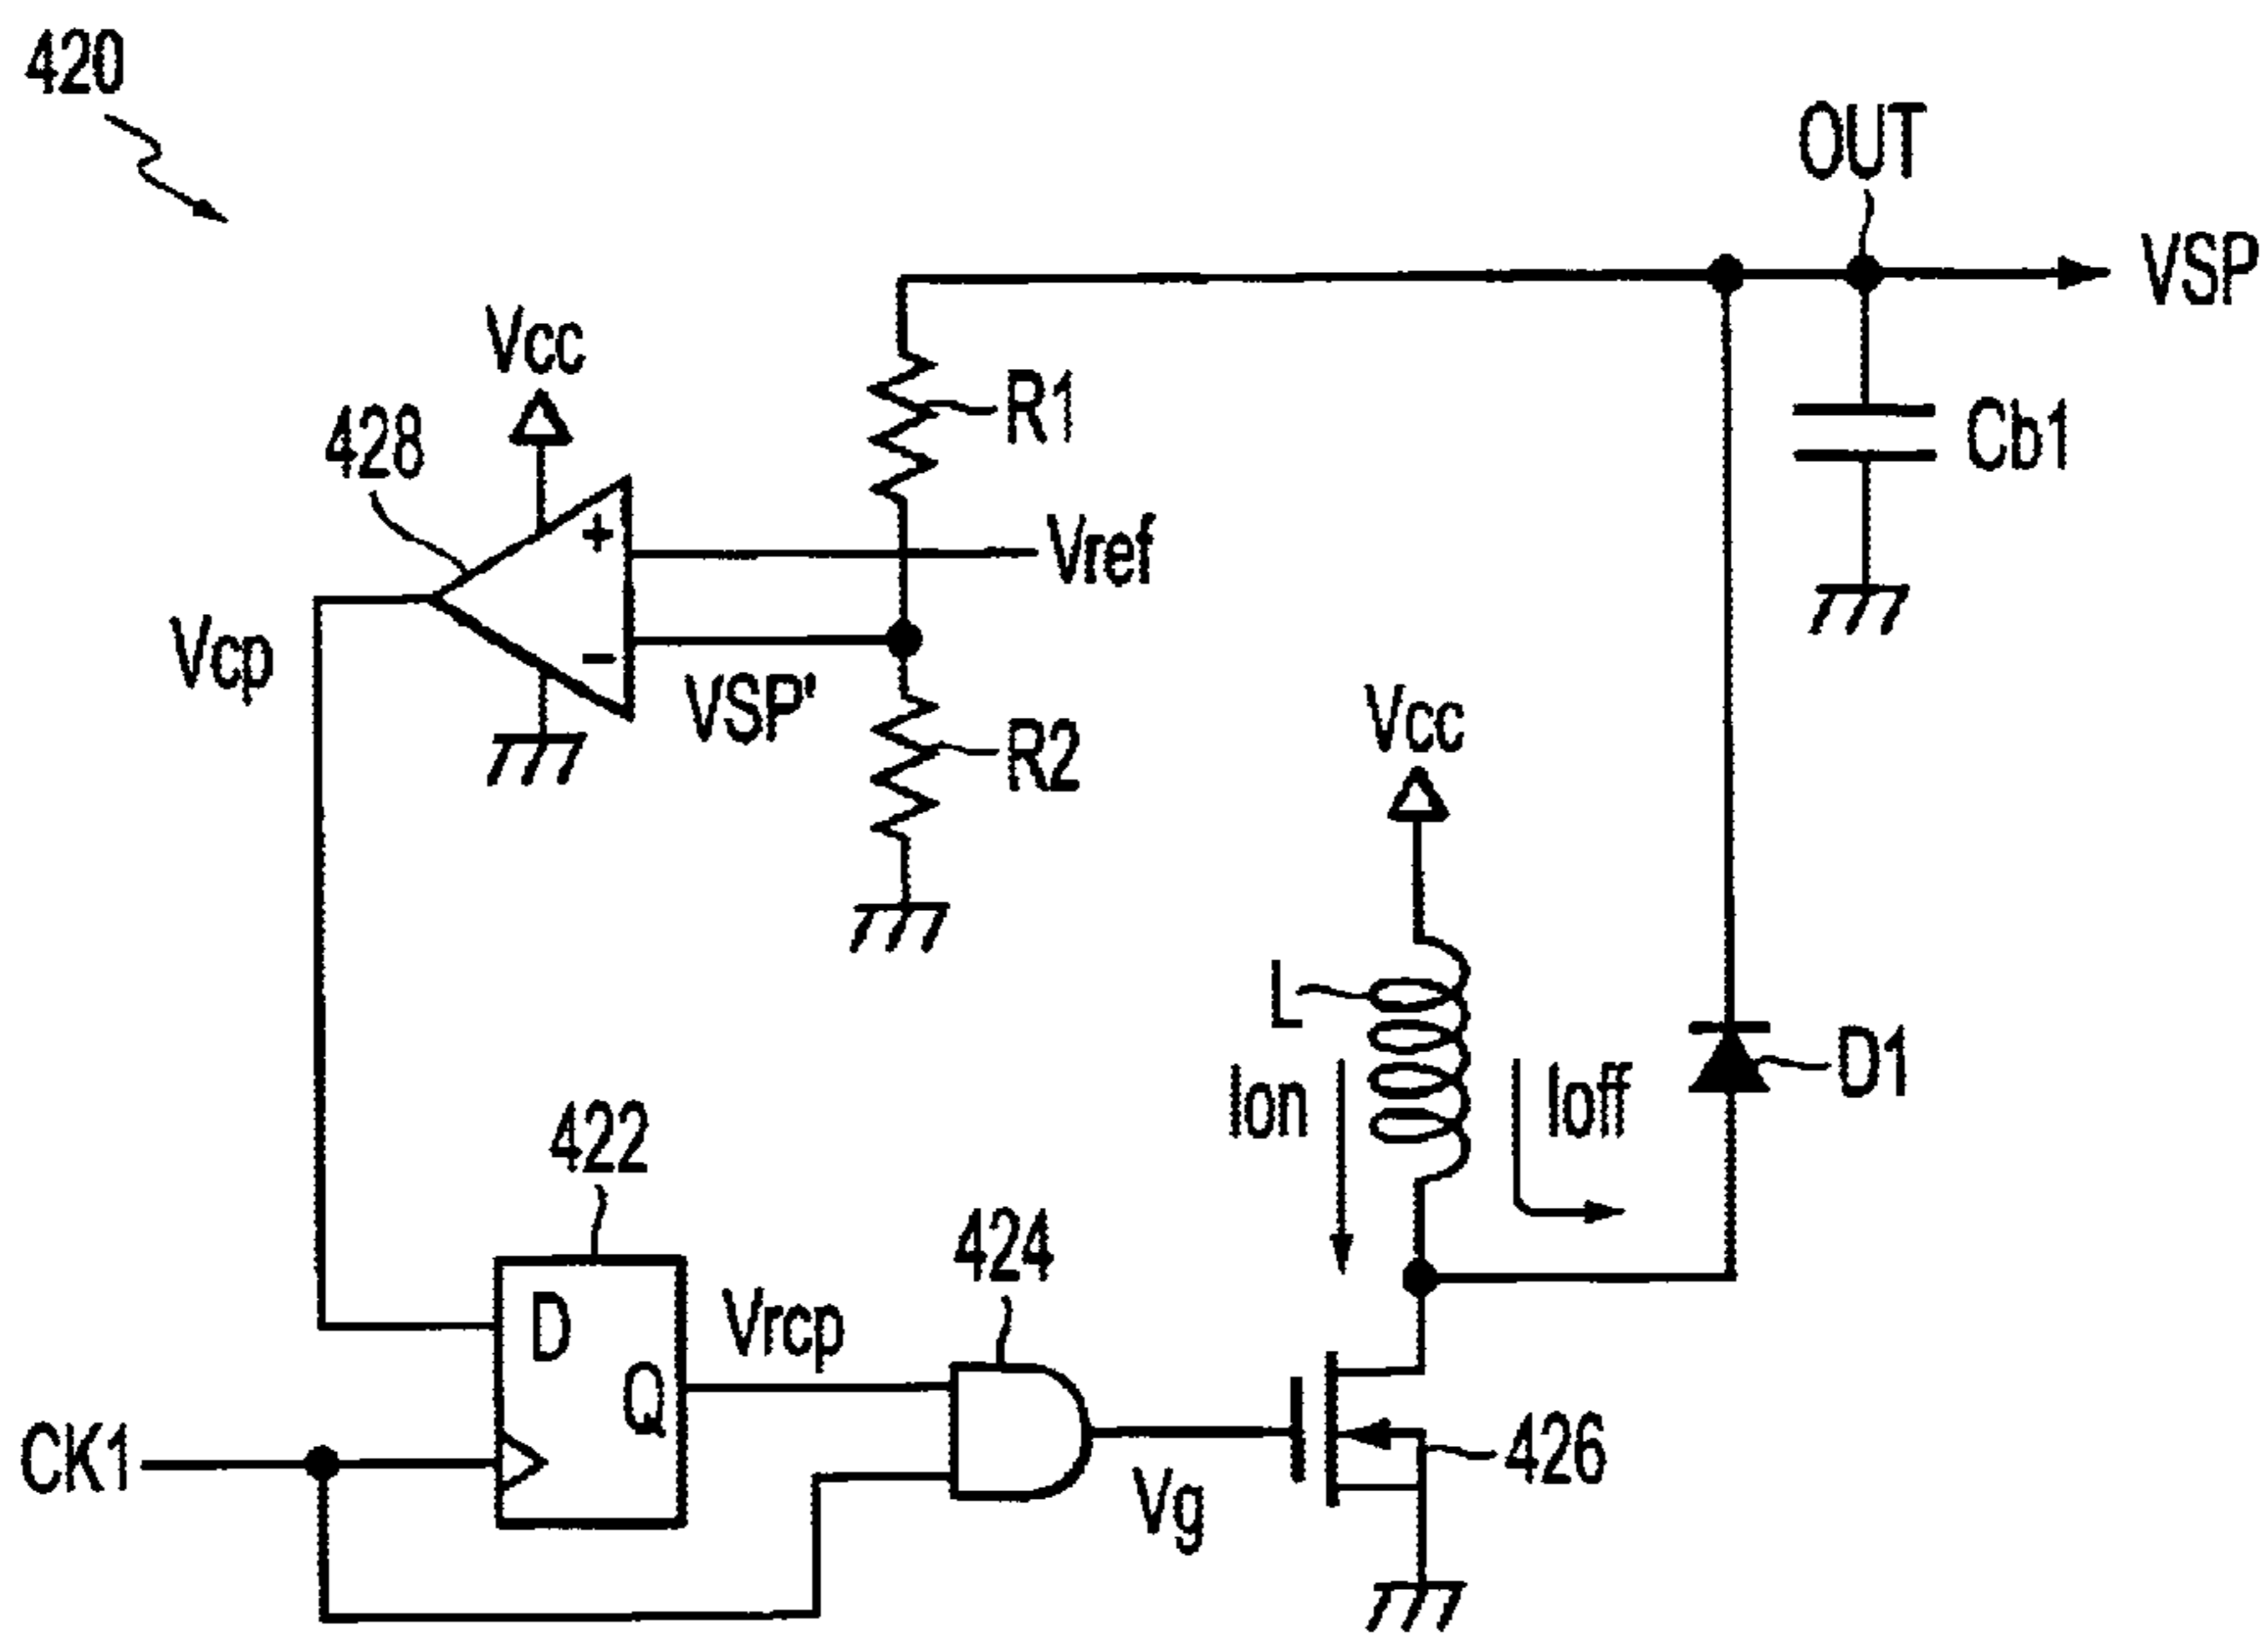 420
OUT
VSP
Vcc
428
R1
Cb1
+
Vref
Vcp
−
VSP'
R2
Vcc
L
Ion
Ioff
D1
422
424
D
Vrcp
Q
CK1
426
Vg